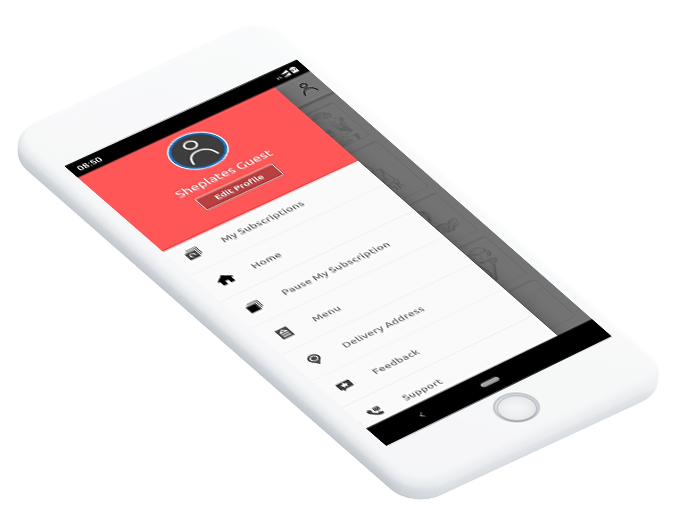 08:50
Sheplates Guest
Edit Profile
My Subscriptions
Home
Pause My Subscription
Menu
Delivery Address
Feedback
Support